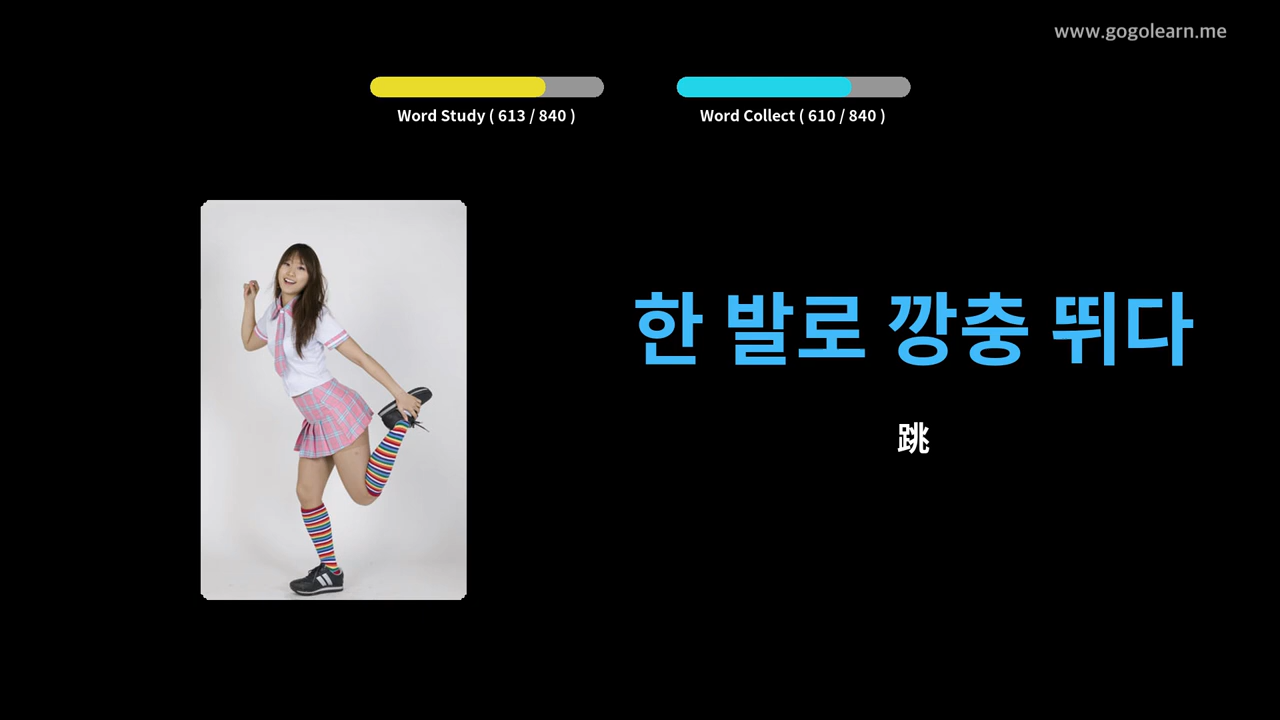 www.gogolearn.me
Word Study ( 613 / 840 )
Word Collect ( 610 / 840 )
한 발로 깡충 뛰다
跳